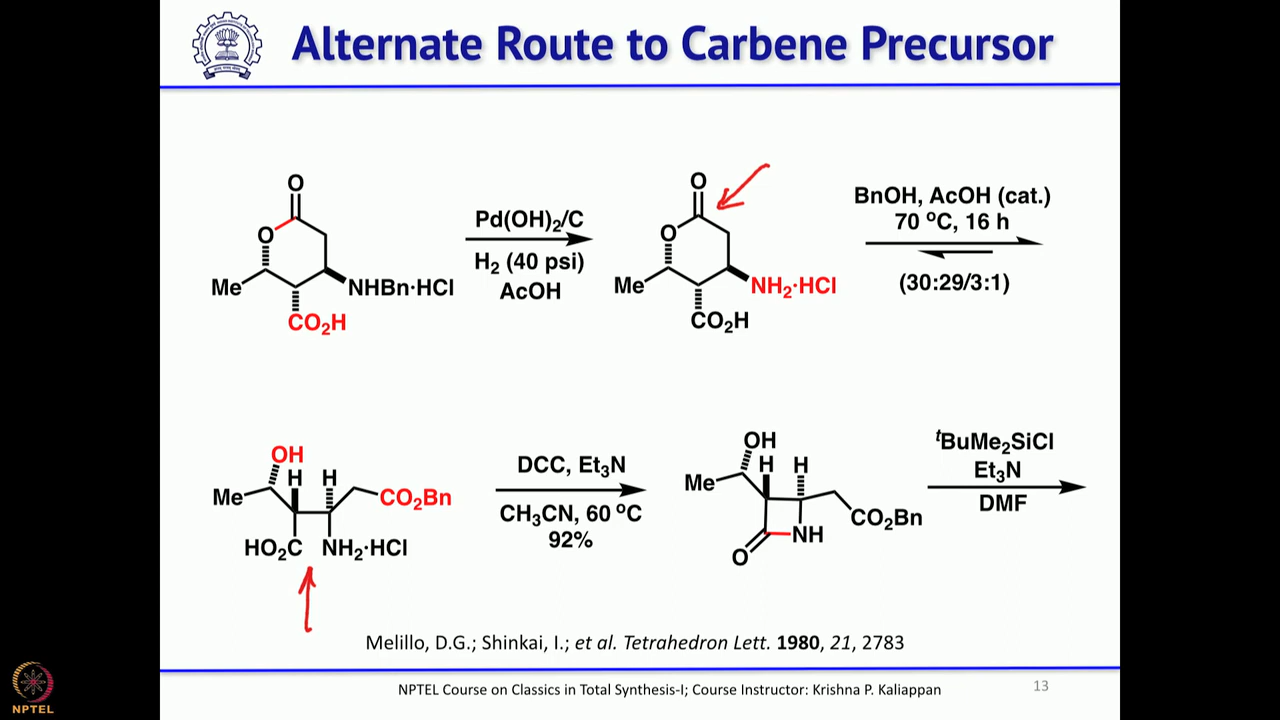 Alternate Route to Carbene Precursor
O
O
Me
NHBn·HCl
CO₂H
Pd(OH)₂/C
H₂ (40 psi)
AcOH
O
O
Me
NH₂·HCl
CO₂H
BnOH, AcOH (cat.)
70 ºC, 16 h
(30:29/3:1)
OH
H H
Me
CO₂Bn
HO₂C NH₂·HCl
DCC, Et₃N
CH₃CN, 60 ºC
92%
OH
H H
Me
CO₂Bn
NH
O
ᵗBuMe₂SiCl
Et₃N
DMF
Melillo, D.G.; Shinkai, I.; et al. Tetrahedron Lett. 1980, 21, 2783
NPTEL Course on Classics in Total Synthesis-I; Course Instructor: Krishna P. Kaliappan
13
NPTEL